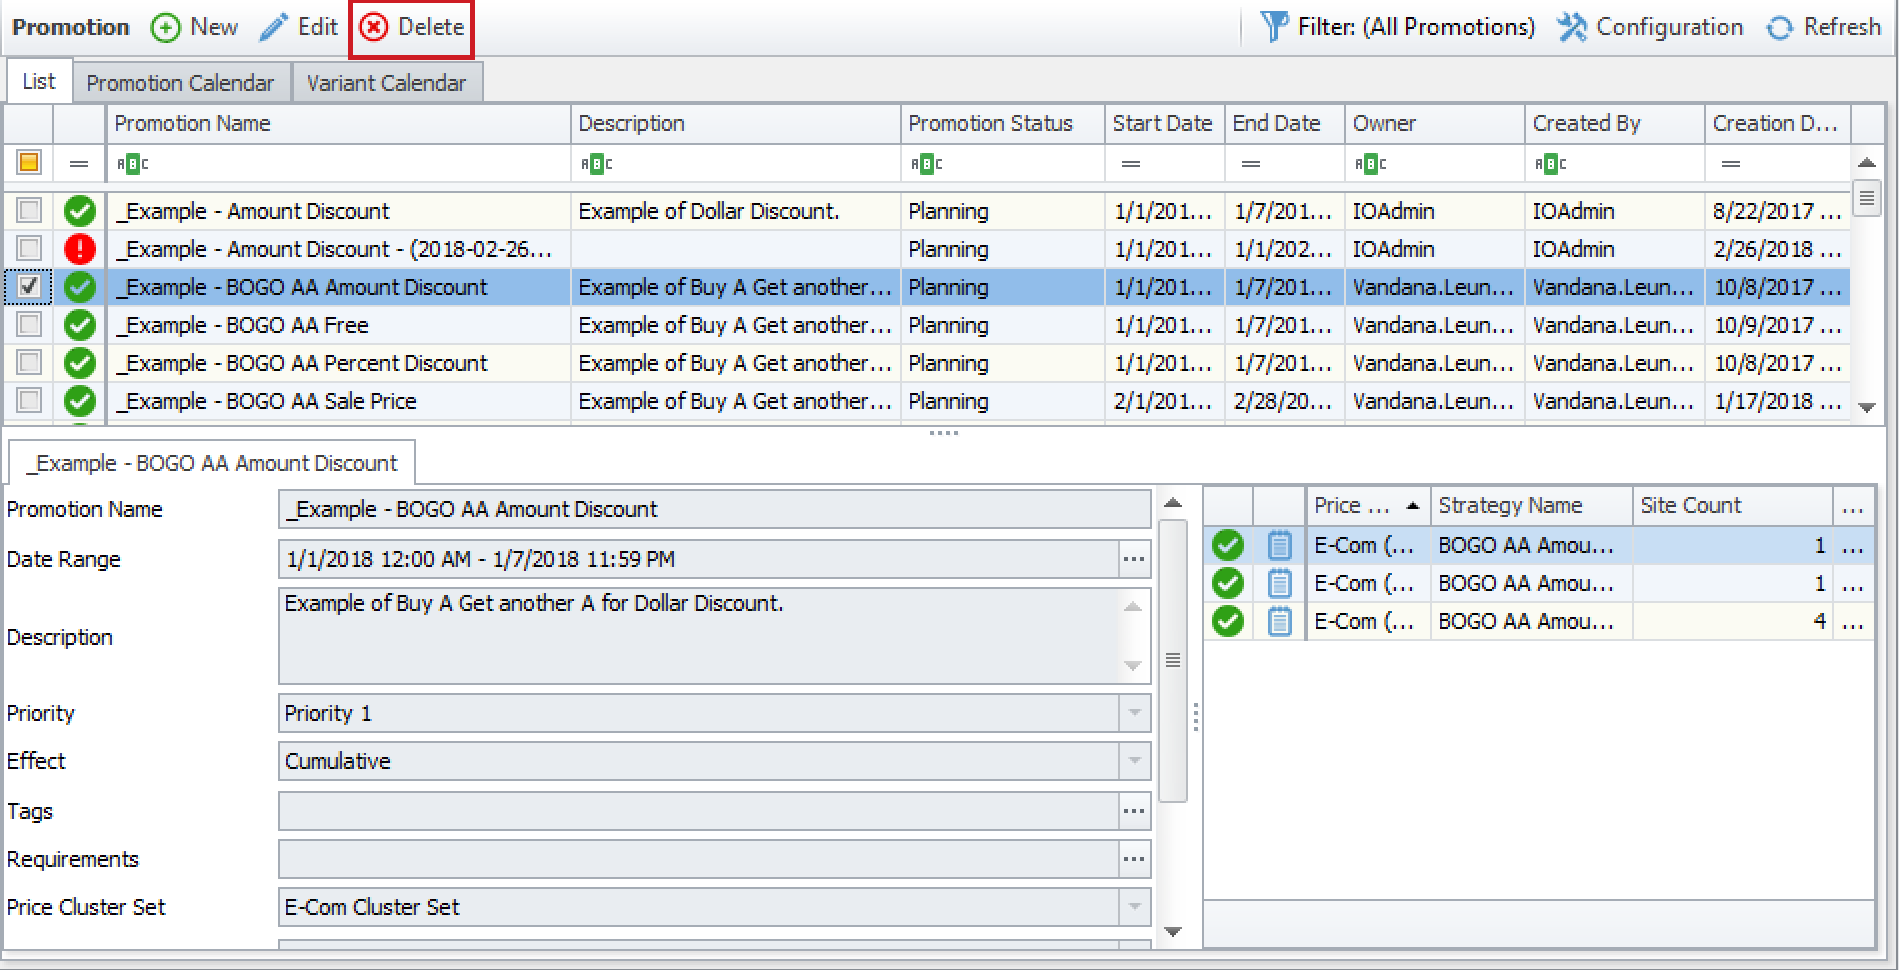 Promotion New Edit Delete Filter: (All Promotions) Configuration Refresh
List Promotion Calendar Variant Calendar
Promotion Name Description Promotion Status Start Date End Date Owner Created By Creation D...
= ABC ABC ABC = = ABC ABC =
_Example - Amount Discount Example of Dollar Discount. Planning 1/1/201... 1/7/201... IOAdmin IOAdmin 8/22/2017 ...
_Example - Amount Discount - (2018-02-26... Planning 1/1/201... 1/1/202... IOAdmin IOAdmin 2/26/2018 ...
_Example - BOGO AA Amount Discount Example of Buy A Get another... Planning 1/1/201... 1/7/201... Vandana.Leun... Vandana.Leun... 10/8/2017 ...
_Example - BOGO AA Free Example of Buy A Get another... Planning 1/1/201... 1/7/201... Vandana.Leun... Vandana.Leun... 10/9/2017 ...
_Example - BOGO AA Percent Discount Example of Buy A Get another... Planning 1/1/201... 1/7/201... Vandana.Leun... Vandana.Leun... 10/8/2017 ...
_Example - BOGO AA Sale Price Example of Buy A Get another... Planning 2/1/201... 2/28/20... Vandana.Leun... Vandana.Leun... 1/17/2018 ...
_Example - BOGO AA Amount Discount
Promotion Name _Example - BOGO AA Amount Discount
Date Range 1/1/2018 12:00 AM - 1/7/2018 11:59 PM ...
Description Example of Buy A Get another A for Dollar Discount.
Priority Priority 1
Effect Cumulative
Tags ...
Requirements ...
Price Cluster Set E-Com Cluster Set
Price ... Strategy Name Site Count ...
E-Com (... BOGO AA Amou... 1 ...
E-Com (... BOGO AA Amou... 1 ...
E-Com (... BOGO AA Amou... 4 ...